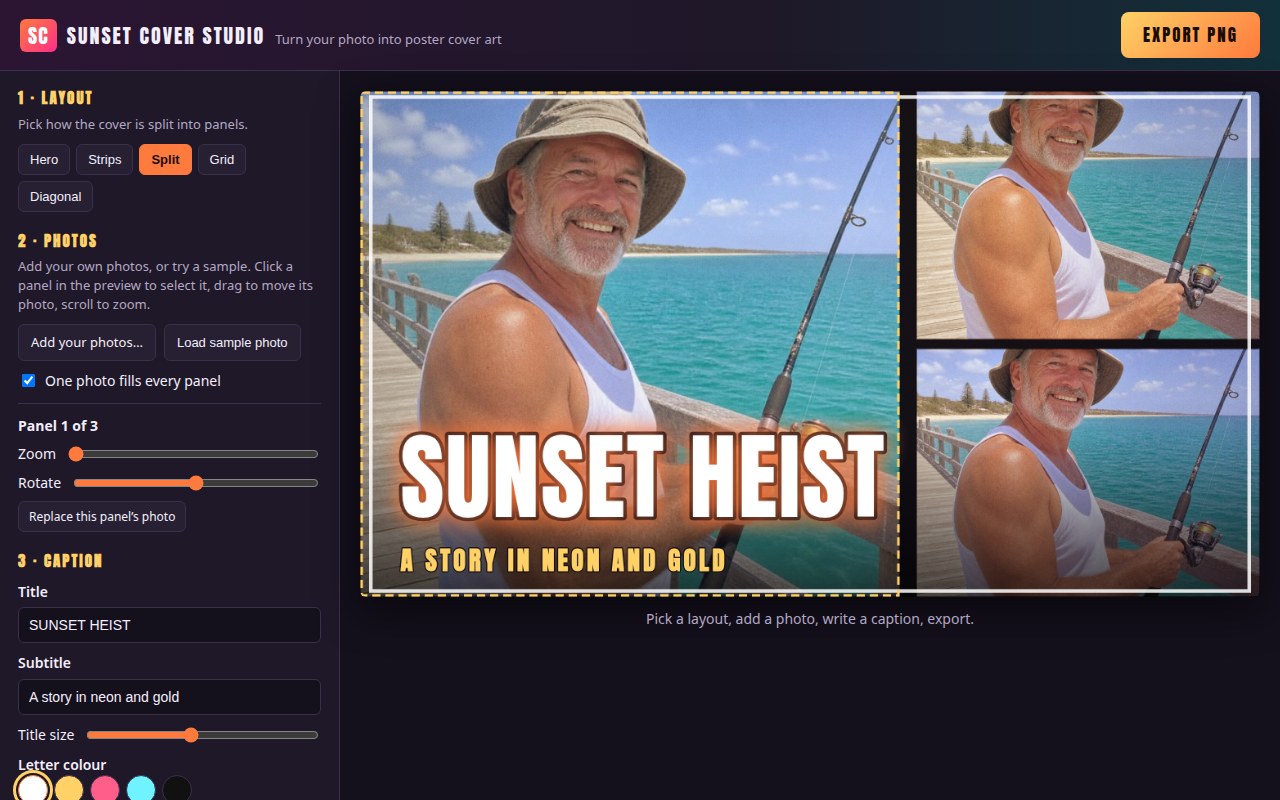 SC SUNSET COVER STUDIO Turn your photo into poster cover art
EXPORT PNG
1 · LAYOUT
Pick how the cover is split into panels.
Hero Strips Split Grid
Diagonal
2 · PHOTOS
Add your own photos, or try a sample. Click a
panel in the preview to select it, drag to move its
photo, scroll to zoom.
Add your photos... Load sample photo
One photo fills every panel
Panel 1 of 3
Zoom
Rotate
Replace this panel's photo
3 · CAPTION
Title
SUNSET HEIST
Subtitle
A story in neon and gold
Title size
Letter colour
SUNSET HEIST
A STORY IN NEON AND GOLD
Pick a layout, add a photo, write a caption, export.